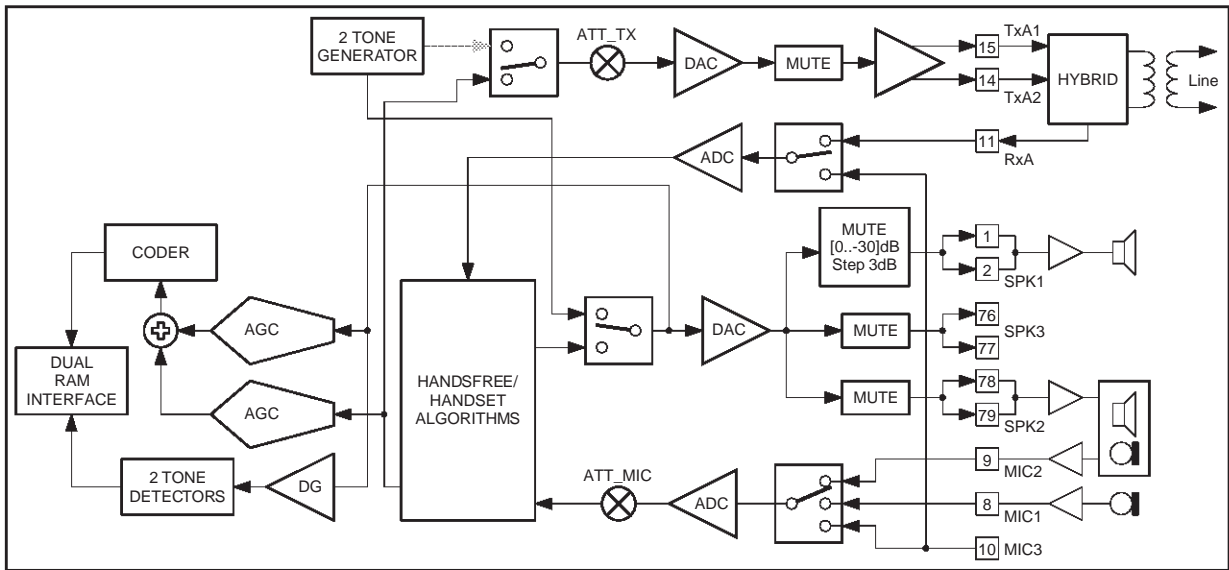 2 TONE
GENERATOR
ATT_TX
DAC
MUTE
15
TxA1
14
TxA2
HYBRID
Line
ADC
11
RxA
CODER
MUTE
[0..-30]dB
Step 3dB
1
2
SPK1
AGC
DUAL
RAM
INTERFACE
DAC
MUTE
76
SPK3
77
HANDSFREE/
HANDSET
ALGORITHMS
AGC
MUTE
78
79
SPK2
2 TONE
DETECTORS
DG
ATT_MIC
ADC
9
MIC2
8
MIC1
10
MIC3